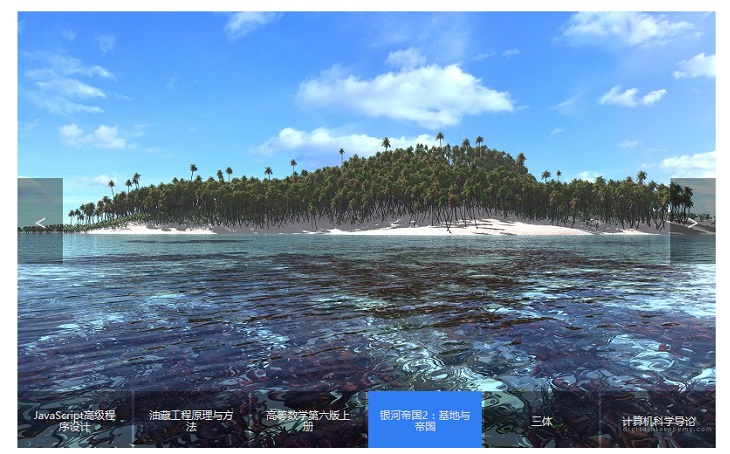 <
>
JavaScript高级程
序设计
油藏工程原理与方
法
高等数学第六版上
册
银河帝国2：基地与
帝国
三体
计算机科学导论
digitalblasphemy.com